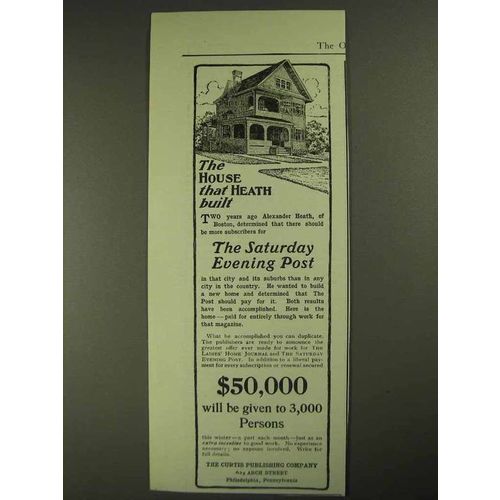 The O
The
HOUSE
that HEATH
built
TWO years ago Alexander Heath, of
Boston, determined that there should
be more subscribers for
The Saturday
Evening Post
in that city and its suburbs than in any
city in the country. He wanted to build
a new home and determined that The
Post should pay for it. Both results
have been accomplished. Here is the
home—paid for entirely through work for
that magazine.
What he accomplished you can duplicate.
The publishers are ready to announce the
greatest offer ever made for work for THE
LADIES' HOME JOURNAL and THE SATURDAY
EVENING POST. In addition to a liberal pay-
ment for every subscription or renewal secured
$50,000
will be given to 3,000
Persons
this winter—a part each month—just as an
extra incentive to good work. No experience
necessary; no expense involved. Write for
full details.
THE CURTIS PUBLISHING COMPANY
ARCH STREET
Philadelphia, Pennsylvania